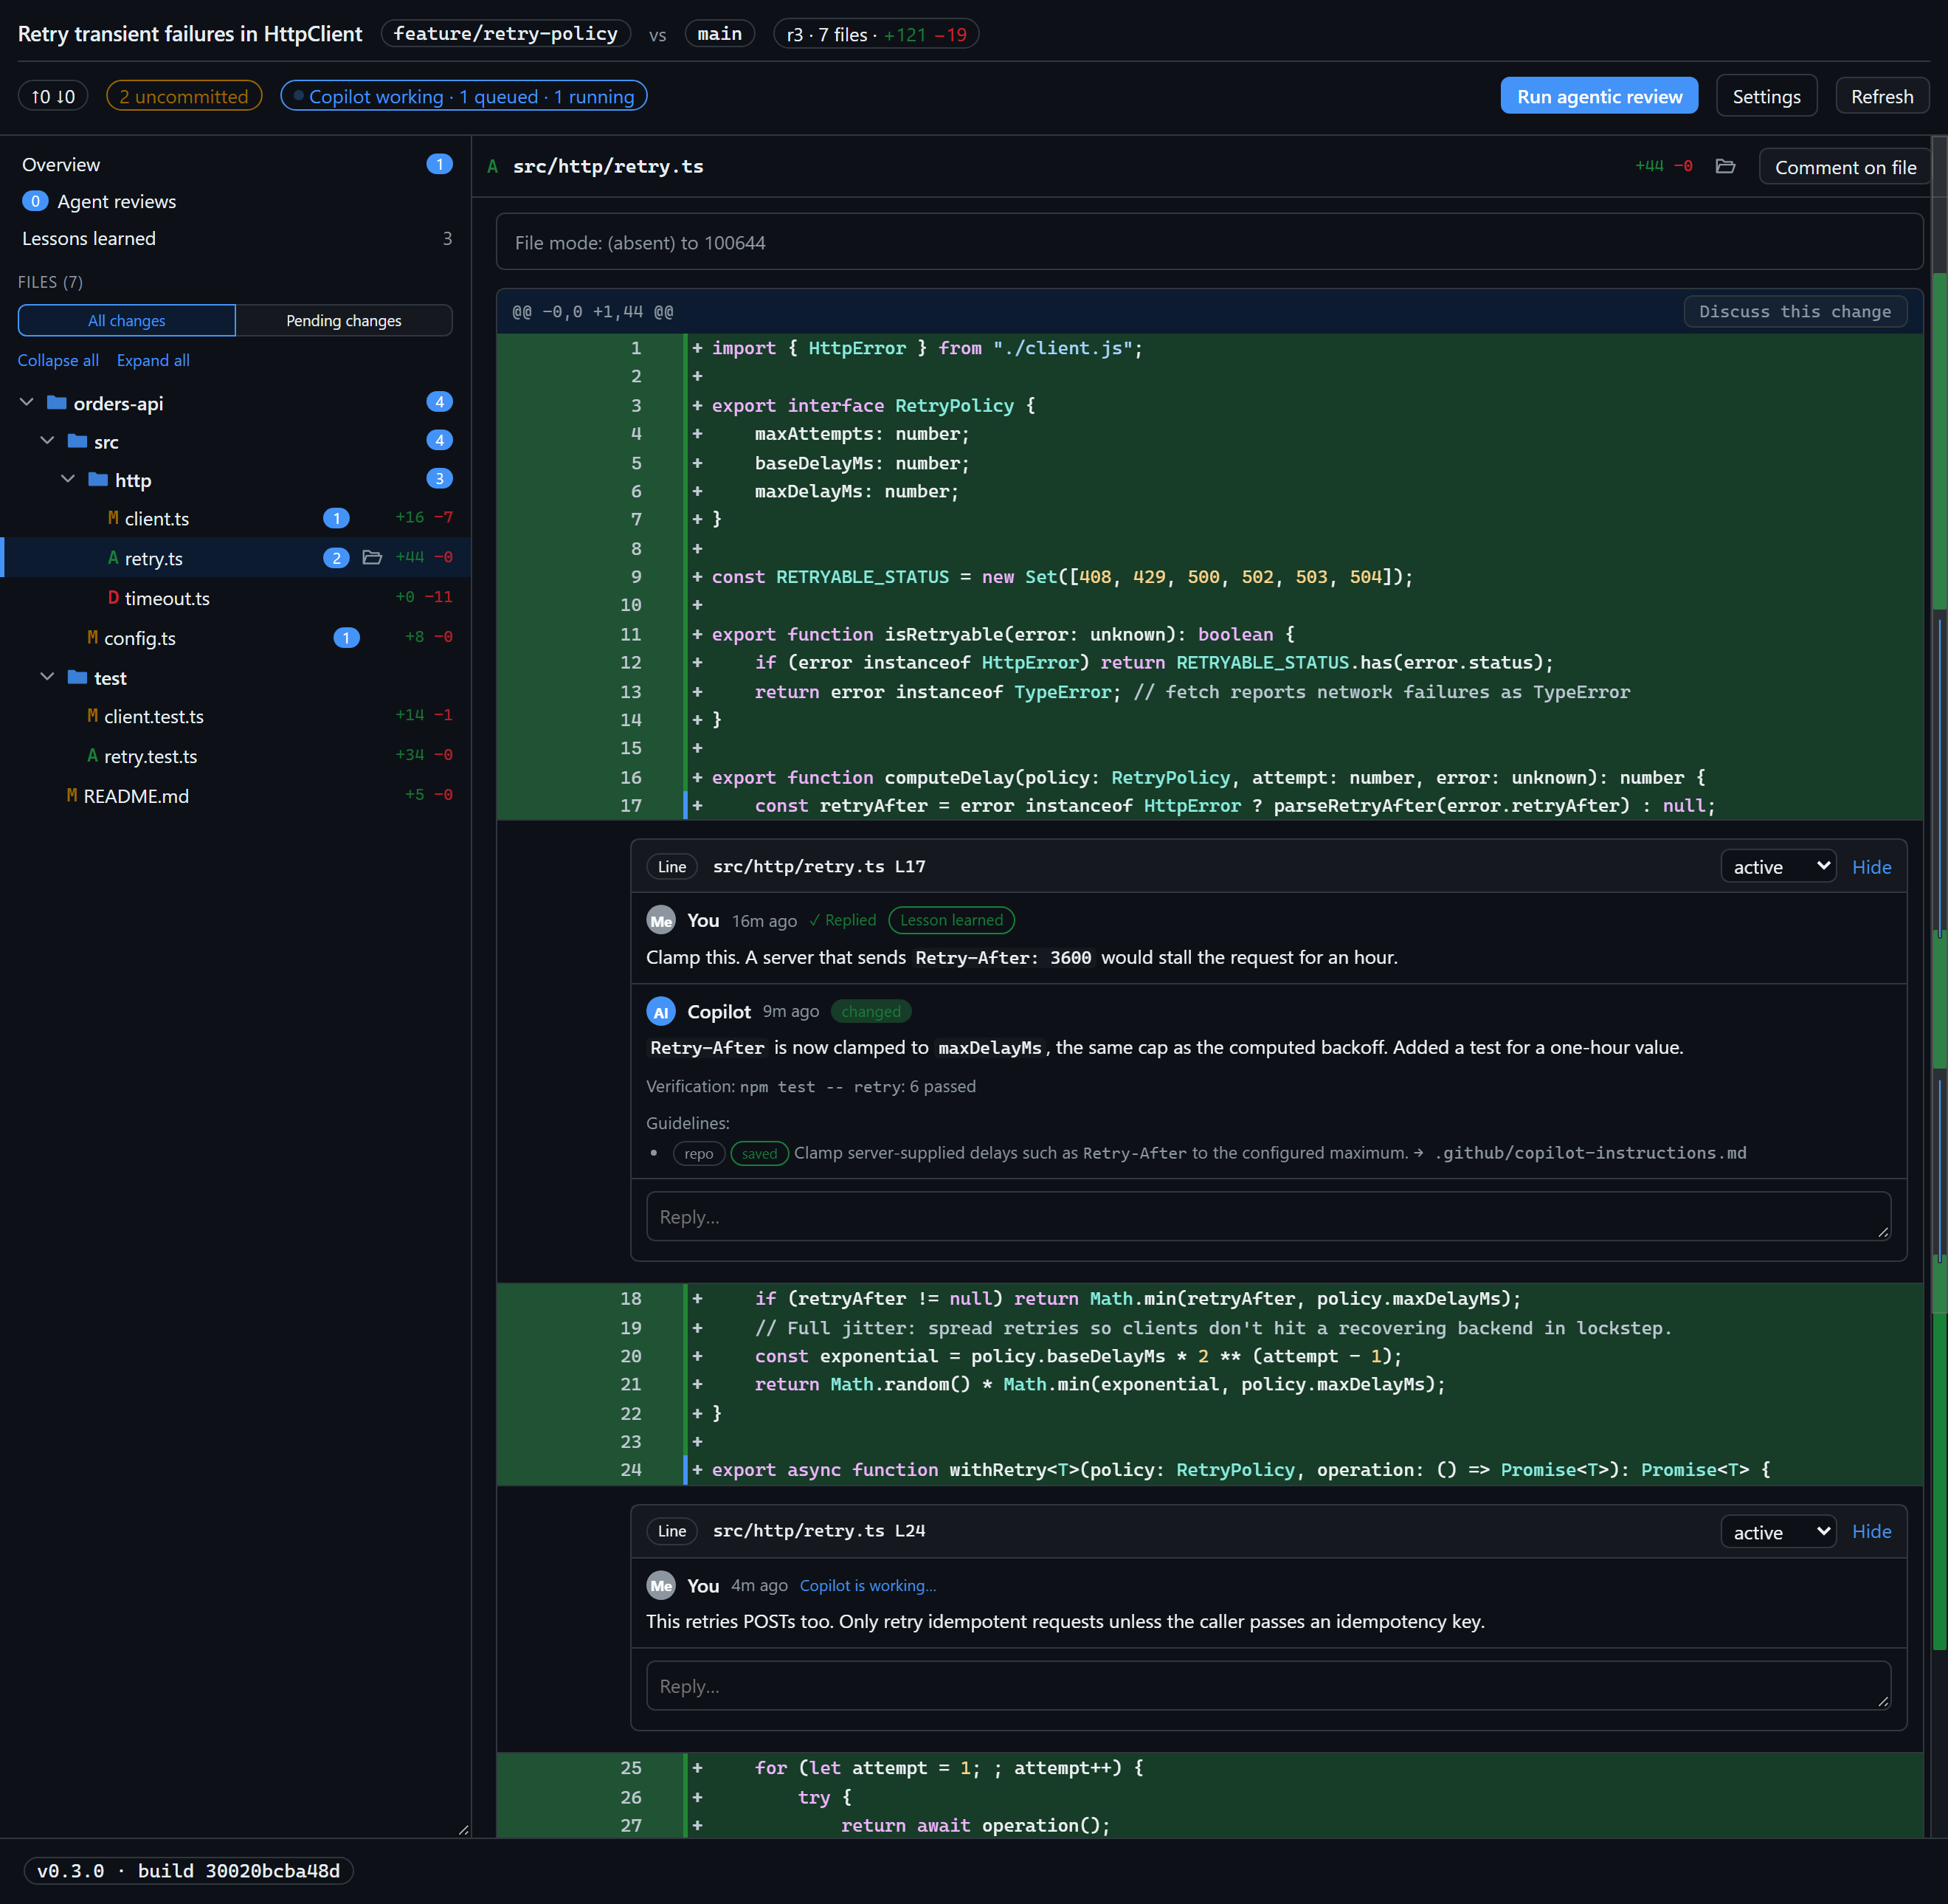 Retry transient failures in HttpClient feature/retry-policy vs main r3 · 7 files · +121 −19
↑0 ↓0 2 uncommitted Copilot working · 1 queued · 1 running Run agentic review Settings Refresh
Overview 1
0 Agent reviews
Lessons learned 3
FILES (7)
All changes Pending changes
Collapse all Expand all
orders-api 4
src 4
http 3
M client.ts 1 +16 −7
A retry.ts 2 +44 −0
D timeout.ts +0 −11
M config.ts 1 +8 −0
test
M client.test.ts +14 −1
A retry.test.ts +34 −0
M README.md +5 −0
A src/http/retry.ts +44 −0 Comment on file
File mode: (absent) to 100644
@@ −0,0 +1,44 @@ Discuss this change
1 + import { HttpError } from "./client.js";
2 +
3 + export interface RetryPolicy {
4 + maxAttempts: number;
5 + baseDelayMs: number;
6 + maxDelayMs: number;
7 + }
8 +
9 + const RETRYABLE_STATUS = new Set([408, 429, 500, 502, 503, 504]);
10 +
11 + export function isRetryable(error: unknown): boolean {
12 + if (error instanceof HttpError) return RETRYABLE_STATUS.has(error.status);
13 + return error instanceof TypeError; // fetch reports network failures as TypeError
14 + }
15 +
16 + export function computeDelay(policy: RetryPolicy, attempt: number, error: unknown): number {
17 + const retryAfter = error instanceof HttpError ? parseRetryAfter(error.retryAfter) : null;
Line src/http/retry.ts L17 active Hide
Me You 16m ago ✓ Replied Lesson learned
Clamp this. A server that sends Retry-After: 3600 would stall the request for an hour.
AI Copilot 9m ago changed
Retry-After is now clamped to maxDelayMs, the same cap as the computed backoff. Added a test for a one-hour value.
Verification: npm test -- retry: 6 passed
Guidelines:
• repo saved Clamp server-supplied delays such as Retry-After to the configured maximum. → .github/copilot-instructions.md
Reply...
18 + if (retryAfter != null) return Math.min(retryAfter, policy.maxDelayMs);
19 + // Full jitter: spread retries so clients don't hit a recovering backend in lockstep.
20 + const exponential = policy.baseDelayMs * 2 ** (attempt - 1);
21 + return Math.random() * Math.min(exponential, policy.maxDelayMs);
22 + }
23 +
24 + export async function withRetry<T>(policy: RetryPolicy, operation: () => Promise<T>): Promise<T> {
Line src/http/retry.ts L24 active Hide
Me You 4m ago Copilot is working...
This retries POSTs too. Only retry idempotent requests unless the caller passes an idempotency key.
Reply...
25 + for (let attempt = 1; ; attempt++) {
26 + try {
27 + return await operation();
v0.3.0 · build 30020bcba48d